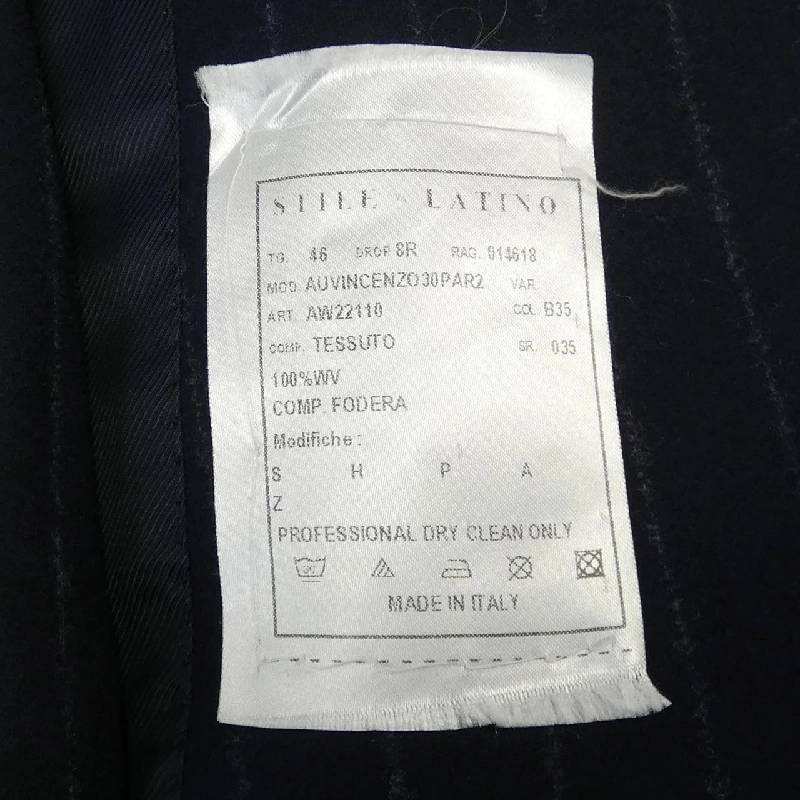 STILE LATINO
TG. 46 DROP 8R RAG. 014618
MOD. AUVINCENZO30PAR2 VAR.
ART. AW22110 COL. B35
COMP. TESSUTO SR. 035
100%WV
COMP. FODERA
Modifiche:
S H P A
Z
PROFESSIONAL DRY CLEAN ONLY
MADE IN ITALY